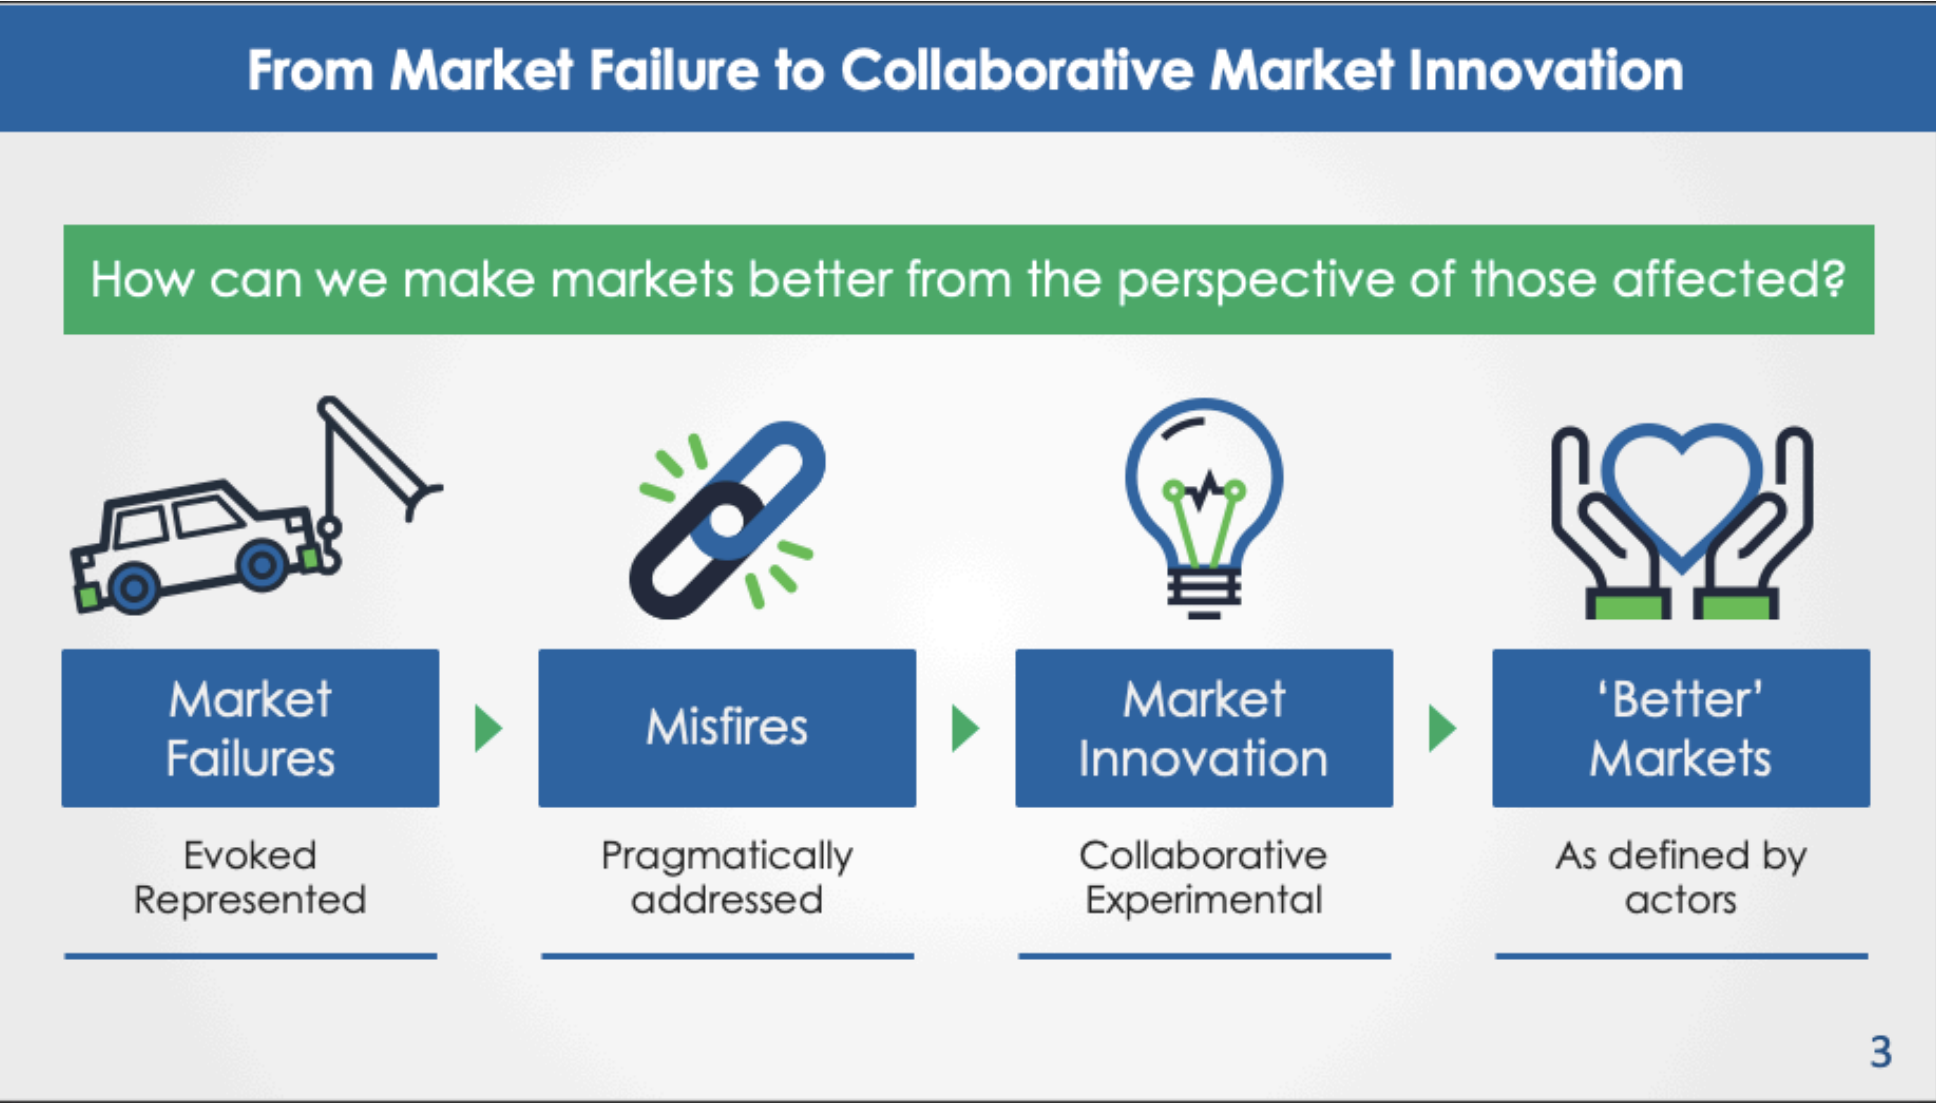 From Market Failure to Collaborative Market Innovation
How can we make markets better from the perspective of those affected?
Market
Failures
Misfires
Market
Innovation
‘Better’
Markets
Evoked
Represented
Pragmatically
addressed
Collaborative
Experimental
As defined by
actors
3